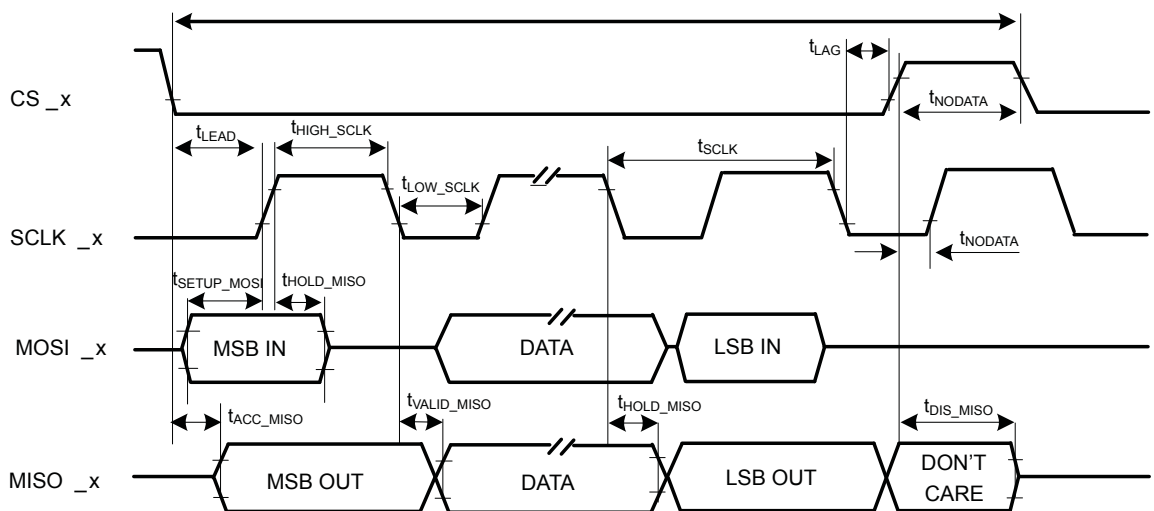 tLAG
CS _x
tNODATA
tLEAD
tHIGH_SCLK
tSCLK
tLOW_SCLK
SCLK _x
tNODATA
tSETUP_MOSI
tHOLD_MISO
MOSI _x
MSB IN
DATA
LSB IN
tACC_MISO
tVALID_MISO
tHOLD_MISO
tDIS_MISO
MISO _x
MSB OUT
DATA
LSB OUT
DON'T
CARE